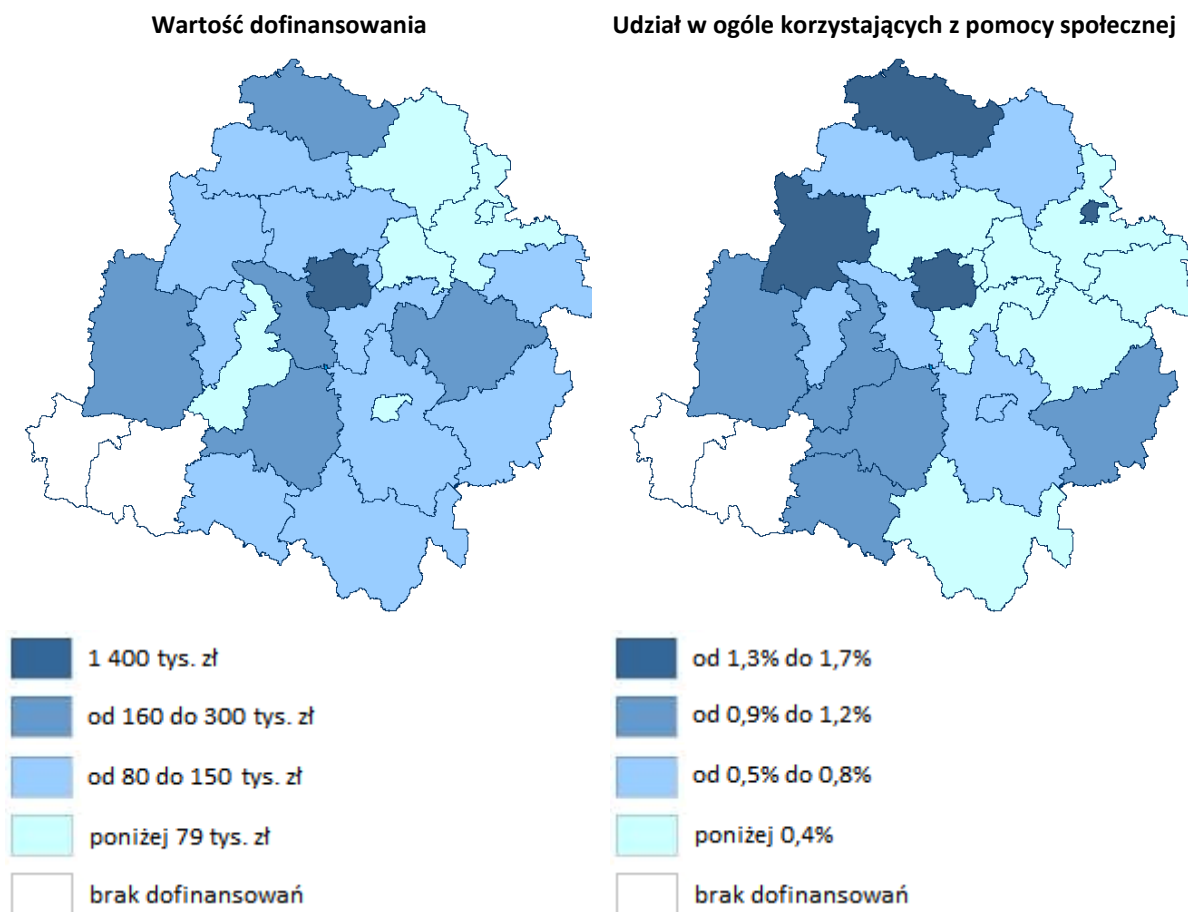 Wartość dofinansowania
Udział w ogóle korzystających z pomocy społecznej
1 400 tys. zł
od 160 do 300 tys. zł
od 80 do 150 tys. zł
poniżej 79 tys. zł
brak dofinansowań
od 1,3% do 1,7%
od 0,9% do 1,2%
od 0,5% do 0,8%
poniżej 0,4%
brak dofinansowań